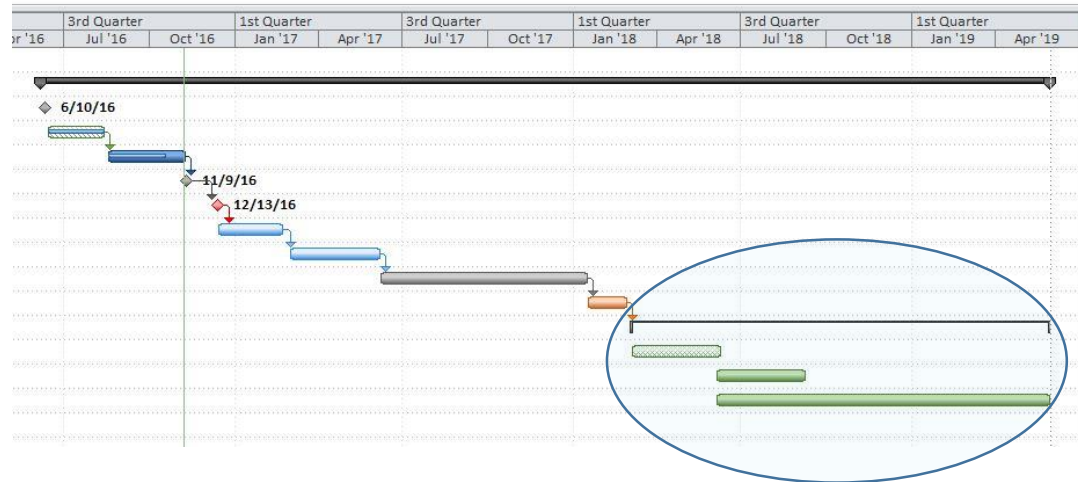 3rd Quarter 1st Quarter 3rd Quarter 1st Quarter 3rd Quarter 1st Quarter
'16 Jul '16 Oct '16 Jan '17 Apr '17 Jul '17 Oct '17 Jan '18 Apr '18 Jul '18 Oct '18 Jan '19 Apr '19
6/10/16
11/9/16
12/13/16